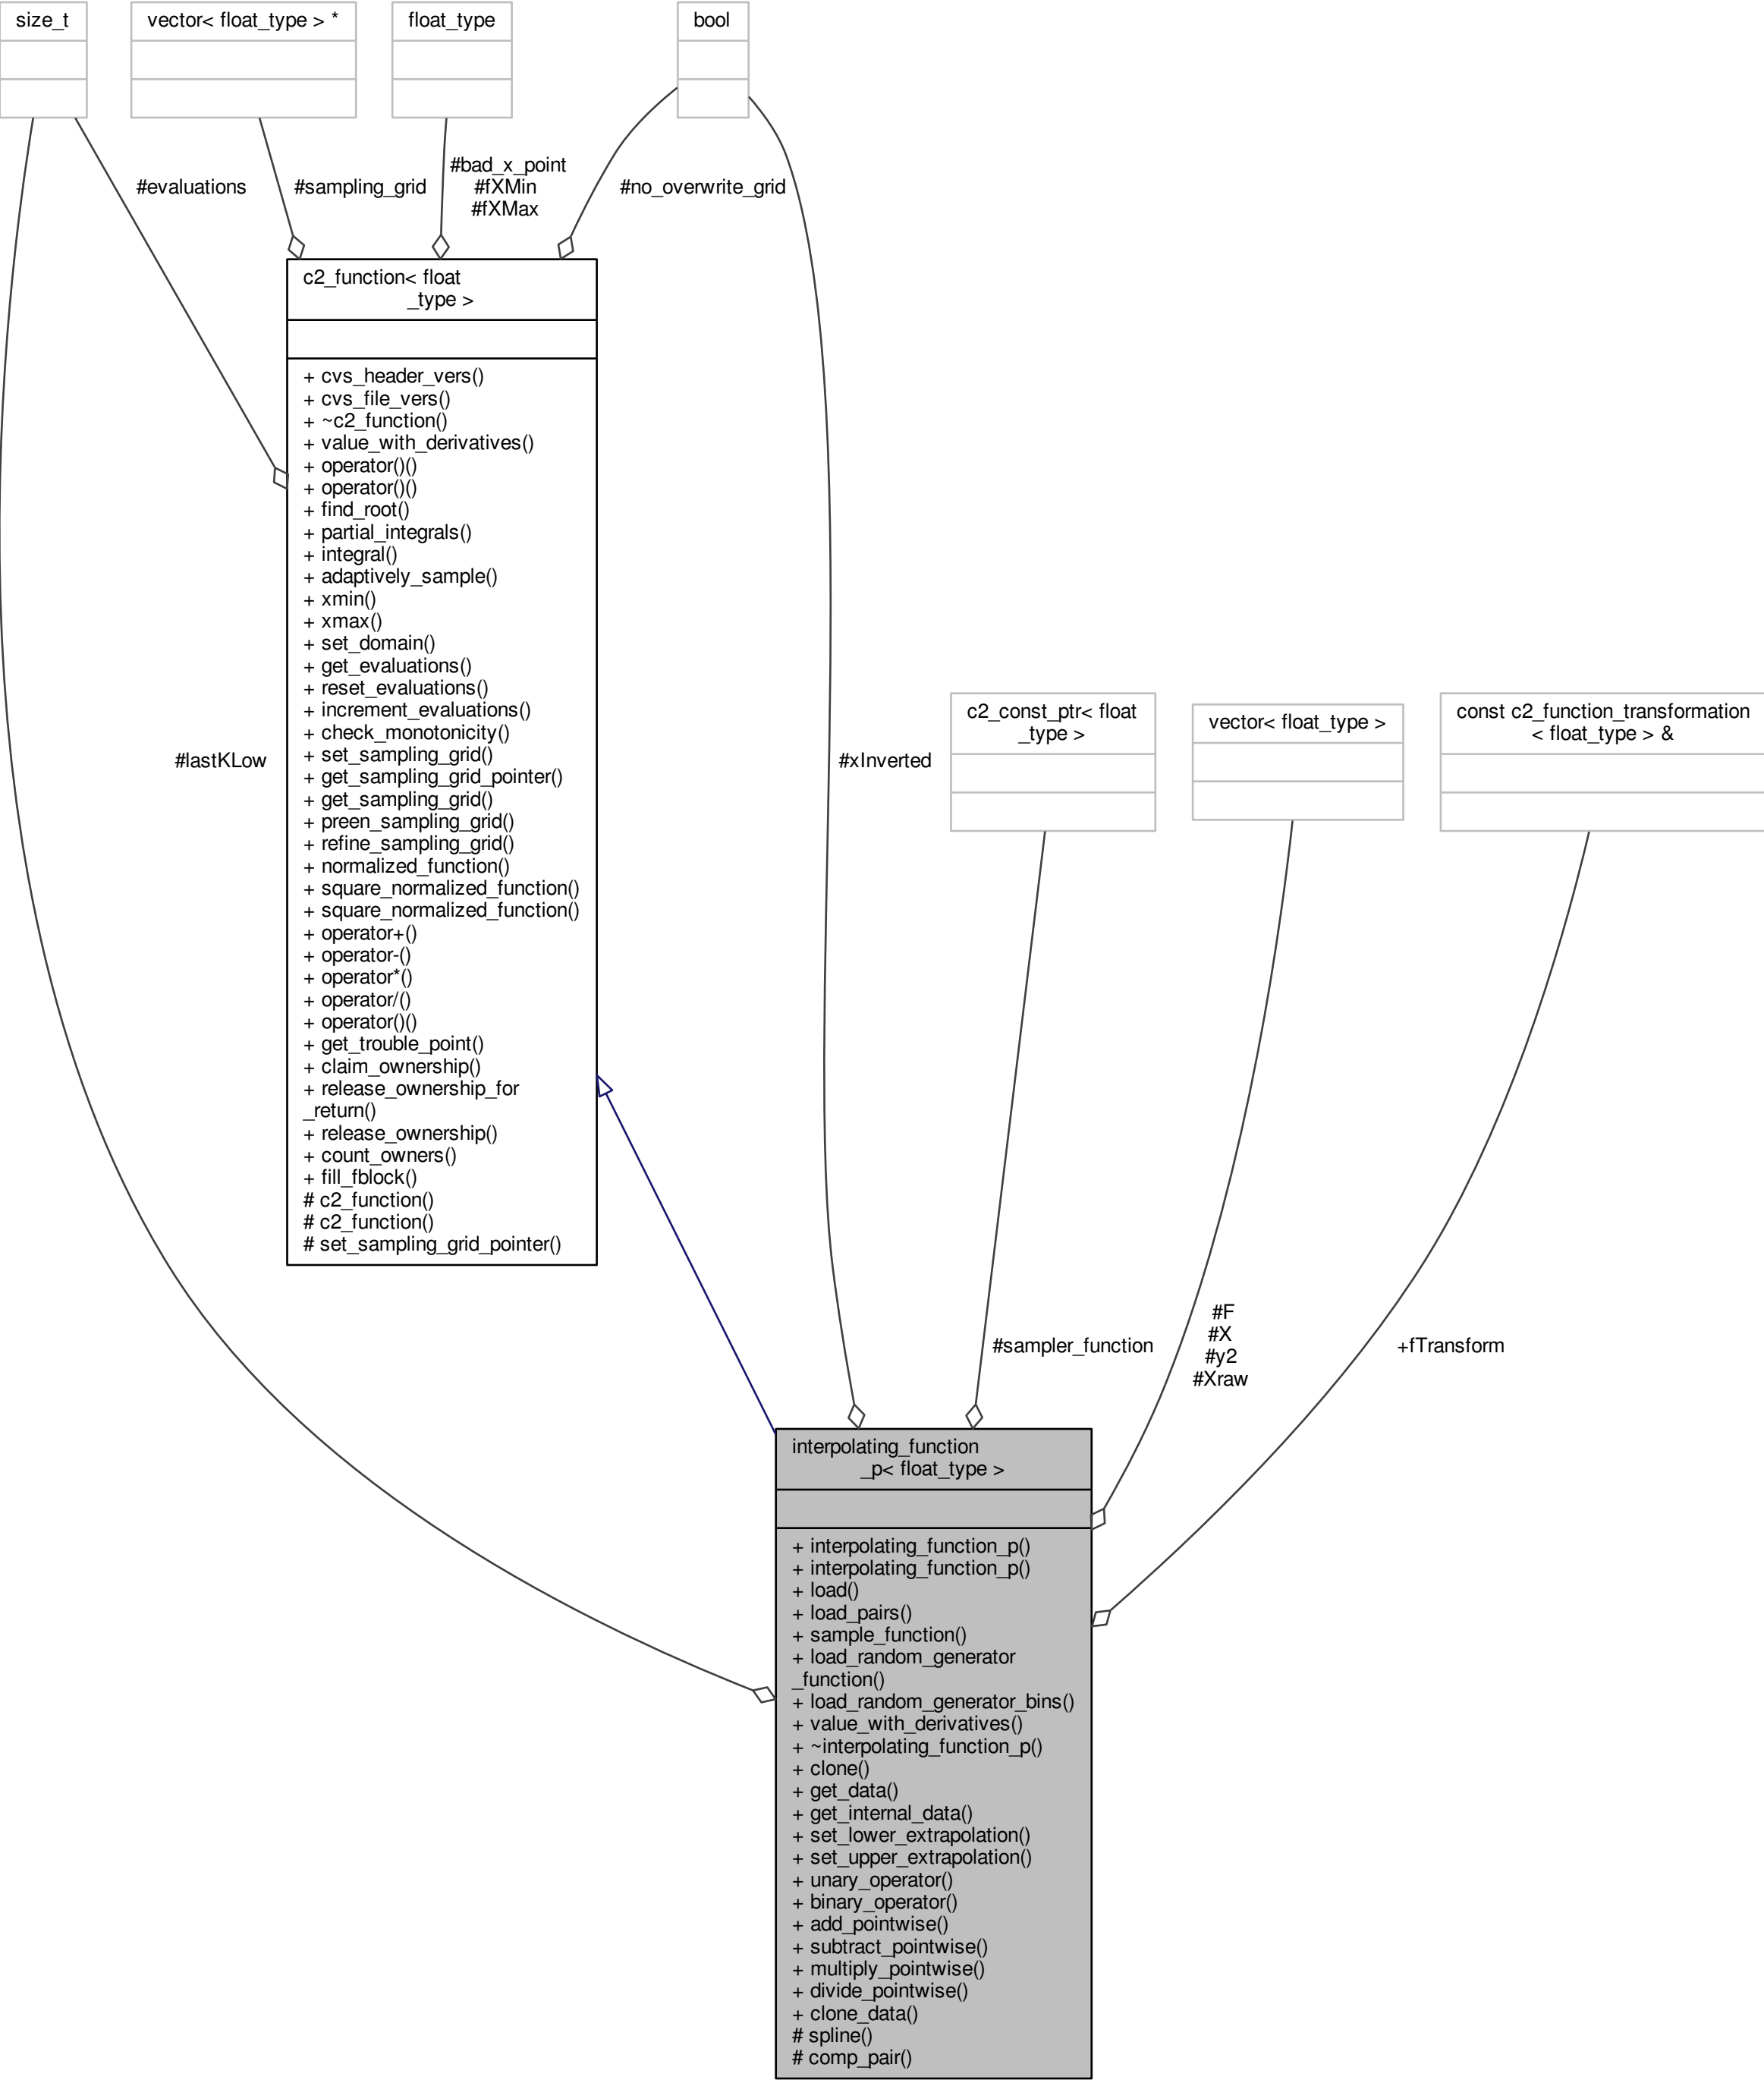 size_t
vector< float_type > *
float_type
bool
#bad_x_point
#fXMin
#fXMax
#evaluations
#sampling_grid
#no_overwrite_grid
c2_function< float
_type >
+ cvs_header_vers()
+ cvs_file_vers()
+ ~c2_function()
+ value_with_derivatives()
+ operator()()
+ operator()()
+ find_root()
+ partial_integrals()
+ integral()
+ adaptively_sample()
+ xmin()
+ xmax()
+ set_domain()
+ get_evaluations()
+ reset_evaluations()
+ increment_evaluations()
+ check_monotonicity()
+ set_sampling_grid()
+ get_sampling_grid_pointer()
+ get_sampling_grid()
+ preen_sampling_grid()
+ refine_sampling_grid()
+ normalized_function()
+ square_normalized_function()
+ square_normalized_function()
+ operator+()
+ operator-()
+ operator*()
+ operator/()
+ operator()()
+ get_trouble_point()
+ claim_ownership()
+ release_ownership_for
_return()
+ release_ownership()
+ count_owners()
+ fill_fblock()
# c2_function()
# c2_function()
# set_sampling_grid_pointer()
#lastKLow
#xInverted
c2_const_ptr< float
_type >
vector< float_type >
const c2_function_transformation
< float_type > &
#sampler_function
#F
#X
#y2
#Xraw
+fTransform
interpolating_function
_p< float_type >
+ interpolating_function_p()
+ interpolating_function_p()
+ load()
+ load_pairs()
+ sample_function()
+ load_random_generator
_function()
+ load_random_generator_bins()
+ value_with_derivatives()
+ ~interpolating_function_p()
+ clone()
+ get_data()
+ get_internal_data()
+ set_lower_extrapolation()
+ set_upper_extrapolation()
+ unary_operator()
+ binary_operator()
+ add_pointwise()
+ subtract_pointwise()
+ multiply_pointwise()
+ divide_pointwise()
+ clone_data()
# spline()
# comp_pair()